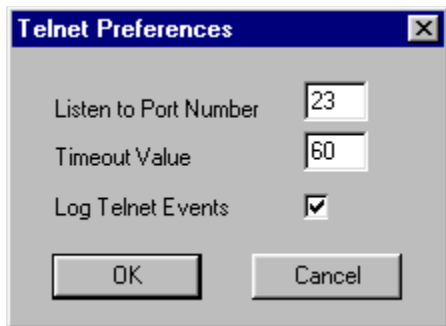 Telnet Preferences
Listen to Port Number 23
Timeout Value 60
Log Telnet Events
OK Cancel